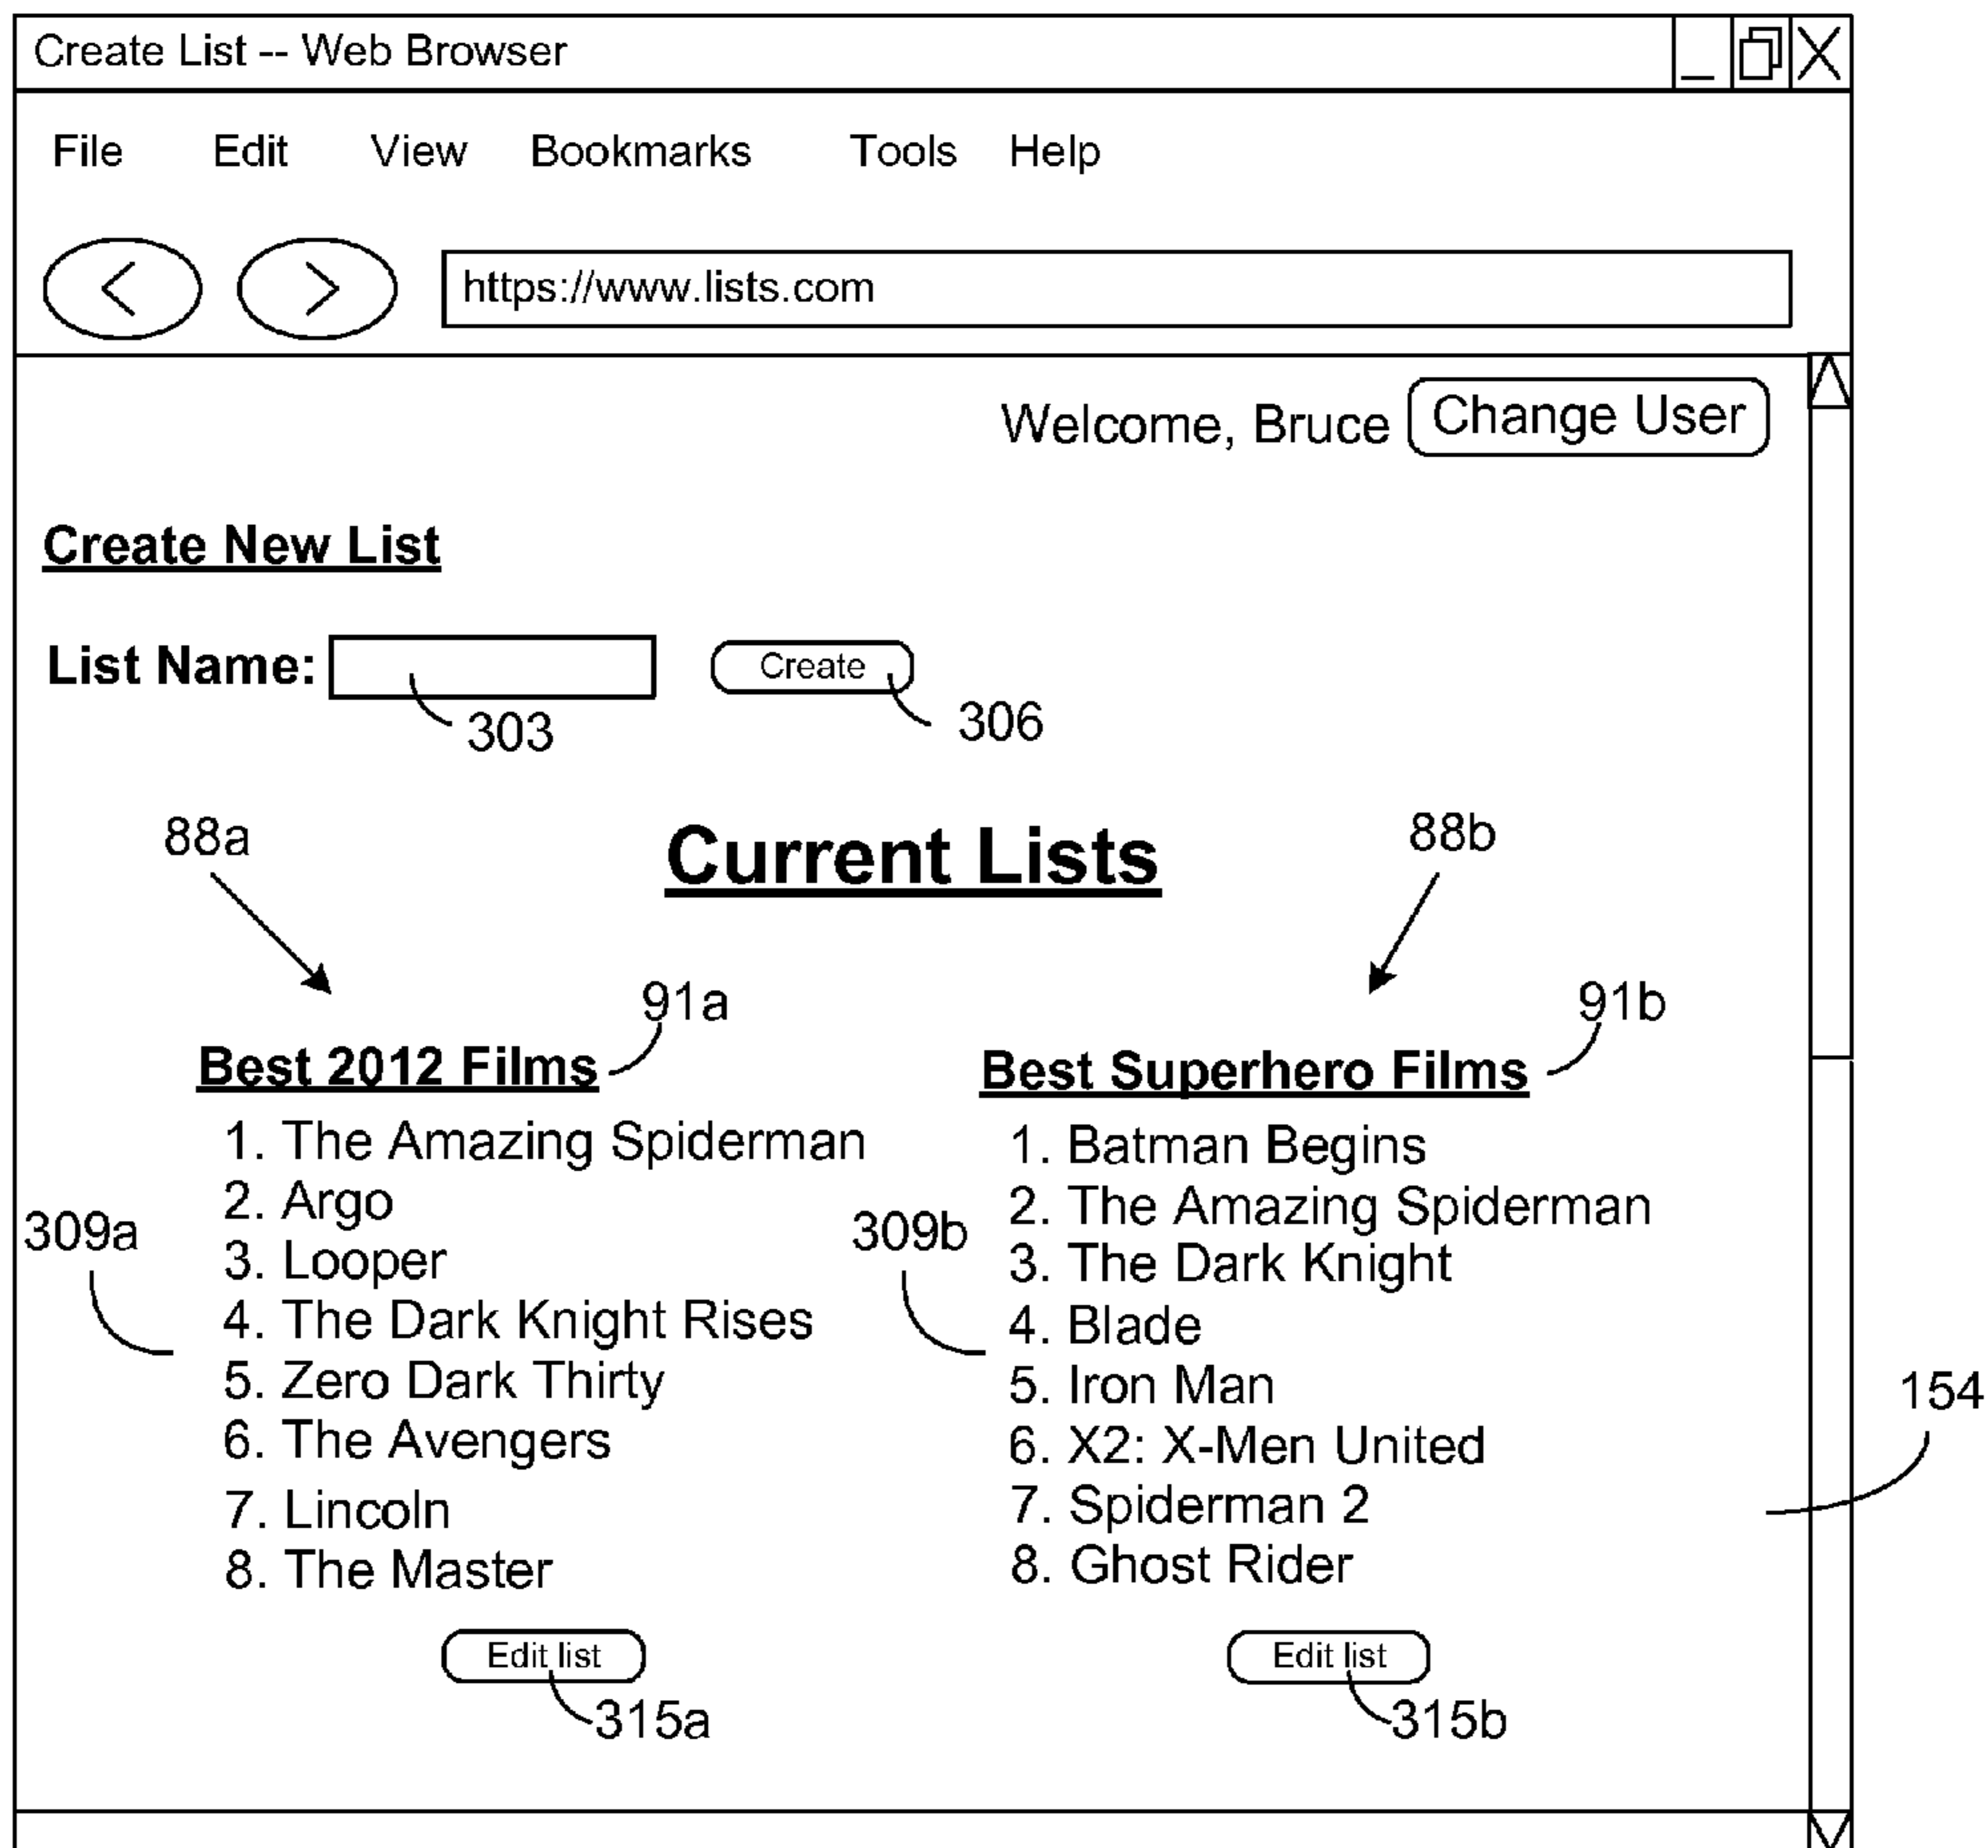 Create List -- Web Browser
File Edit View Bookmarks Tools Help
https://www.lists.com
Welcome, Bruce Change User
Create New List
List Name: Create
303 306
88a Current Lists 88b
91a 91b
Best 2012 Films
1. The Amazing Spiderman
2. Argo
3. Looper
4. The Dark Knight Rises
5. Zero Dark Thirty
6. The Avengers
7. Lincoln
8. The Master
309a
Edit list
315a
Best Superhero Films
1. Batman Begins
2. The Amazing Spiderman
3. The Dark Knight
4. Blade
5. Iron Man
6. X2: X-Men United
7. Spiderman 2
8. Ghost Rider
309b
Edit list
315b
154